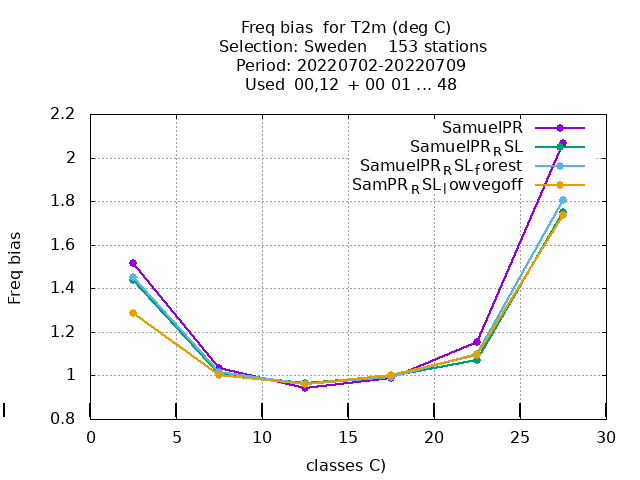 Freq bias for T2m (deg C)
Selection: Sweden 153 stations
Period: 20220702-20220709
Used 00,12 + 00 01 ... 48
SamuelPR
SamuelPR_RSL
SamuelPR_RSL_forest
SamPR_RSL_lowvegoff
Freq bias
2.2
2
1.8
1.6
1.4
1.2
1
0.8
0 5 10 15 20 25 30
classes C)